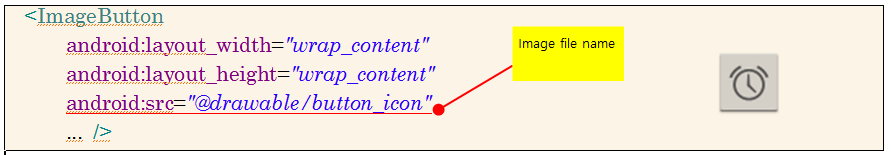 <ImageButton
android:layout_width="wrap_content"
android:layout_height="wrap_content"
android:src="@drawable/button_icon"
... />
Image file name